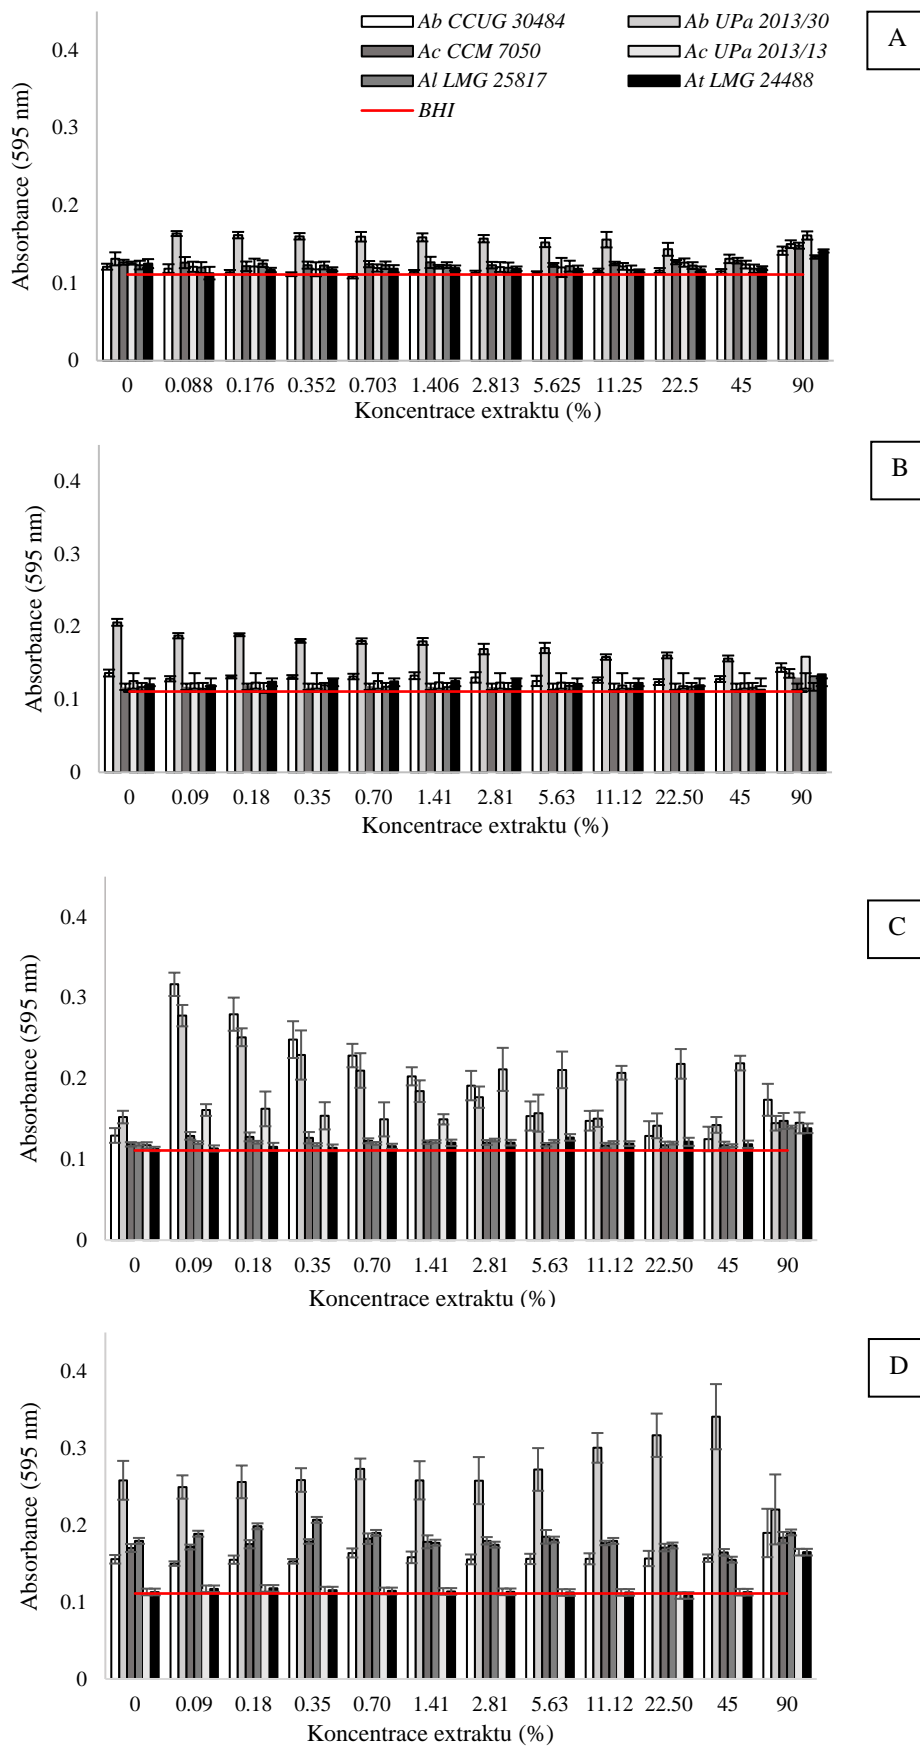 Ab CCUG 30484 Ab UPa 2013/30
Ac CCM 7050 Ac UPa 2013/13
Al LMG 25817 At LMG 24488
BHI
A
Absorbance (595 nm)
0.4
0.3
0.2
0.1
0
0 0.088 0.176 0.352 0.703 1.406 2.813 5.625 11.25 22.5 45 90
Koncentrace extraktu (%)
B
Absorbance (595 nm)
0.4
0.3
0.2
0.1
0
0 0.09 0.18 0.35 0.70 1.41 2.81 5.63 11.12 22.50 45 90
Koncentrace extraktu (%)
C
Absorbance (595 nm)
0.4
0.3
0.2
0.1
0
0 0.09 0.18 0.35 0.70 1.41 2.81 5.63 11.12 22.50 45 90
Koncentrace extraktu (%)
D
Absorbance (595 nm)
0.4
0.3
0.2
0.1
0
0 0.09 0.18 0.35 0.70 1.41 2.81 5.63 11.12 22.50 45 90
Koncentrace extraktu (%)